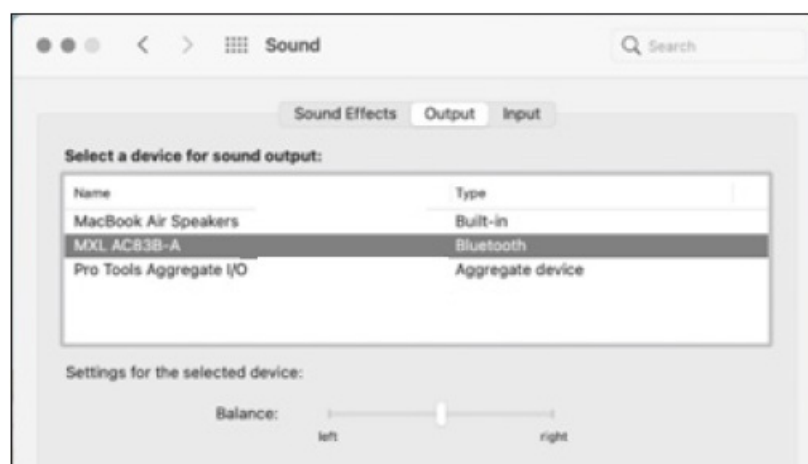 Sound
Search
Sound Effects Output Input
Select a device for sound output:
Name Type
MacBook Air Speakers Built-in
MXL AC83B-A Bluetooth
Pro Tools Aggregate I/O Aggregate device
Settings for the selected device:
Balance:
left right